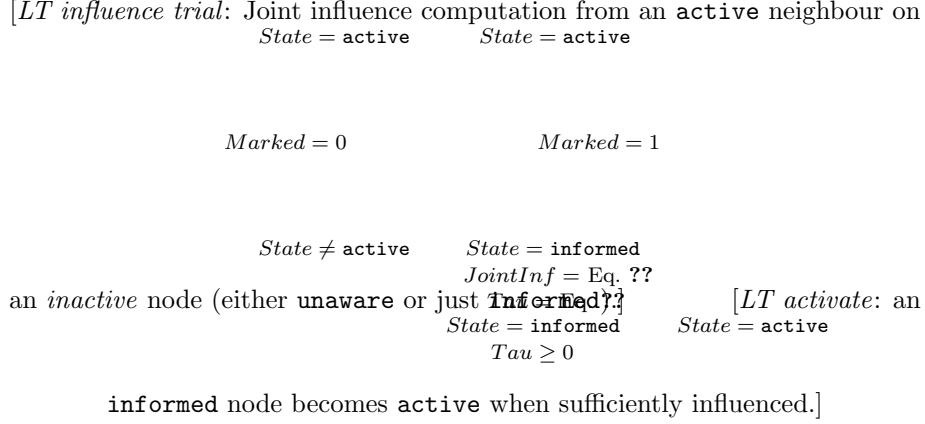 [LT influence trial: Joint influence computation from an active neighbour on
State = active State = active
Marked = 0 Marked = 1
State ≠ active State = informed
JointInf = Eq. ??
an inactive node (either unaware or just informed).] [LT activate: an
Tau = Eq. ??
State = informed State = active
Tau ≥ 0
informed node becomes active when sufficiently influenced.]